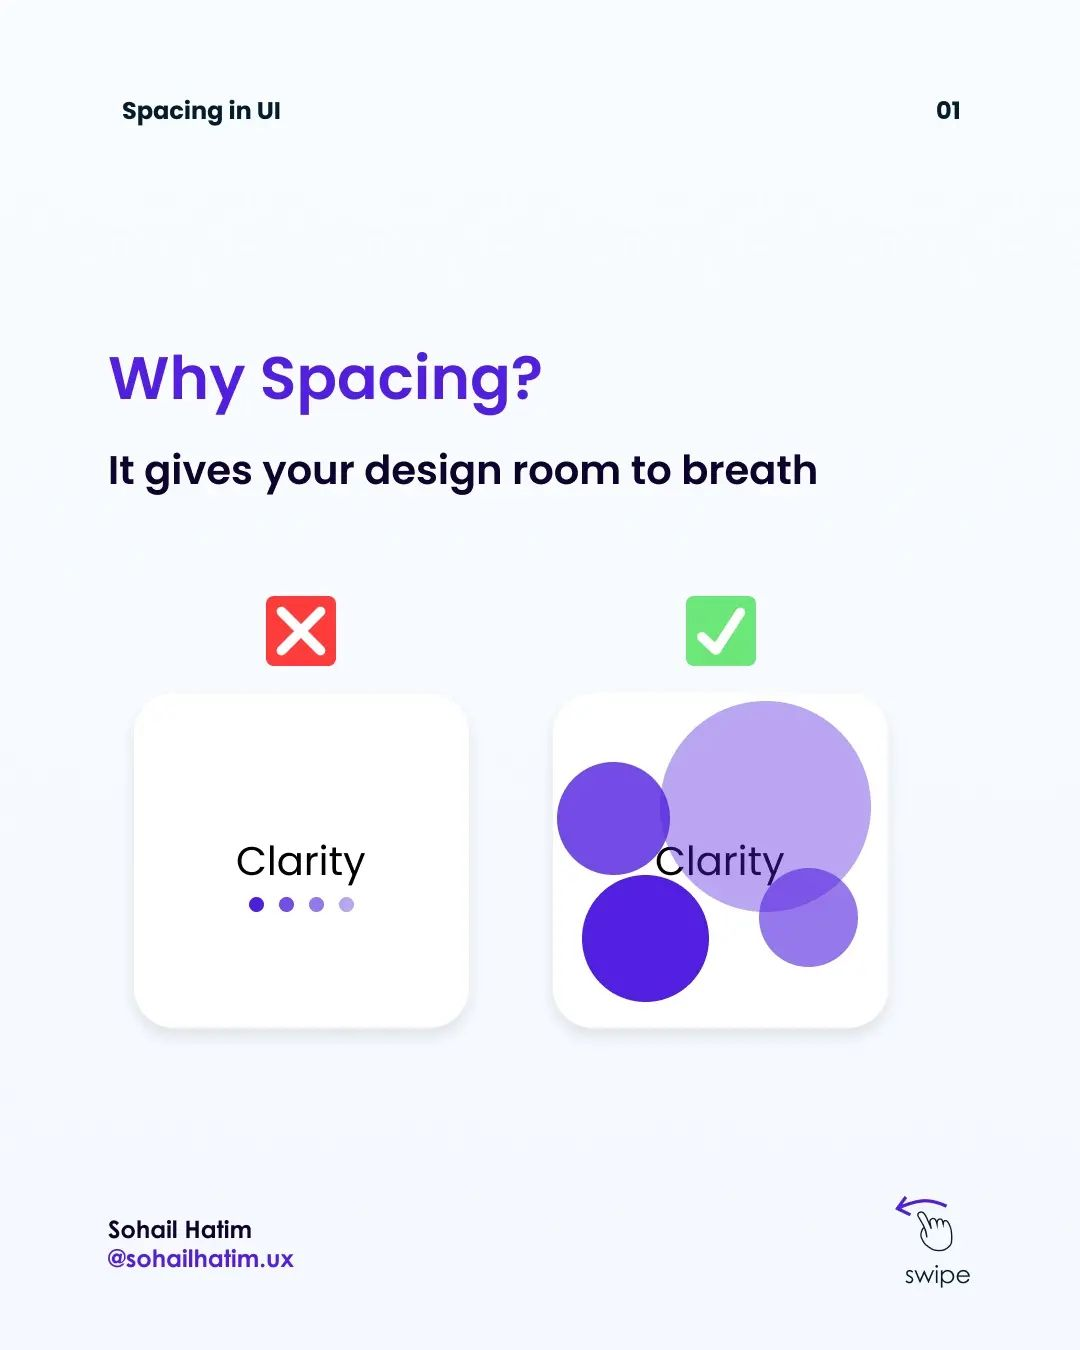 Spacing in UI
01
Why Spacing?
It gives your design room to breath
Clarity
Clarity
Sohail Hatim
@sohailhatim.ux
swipe